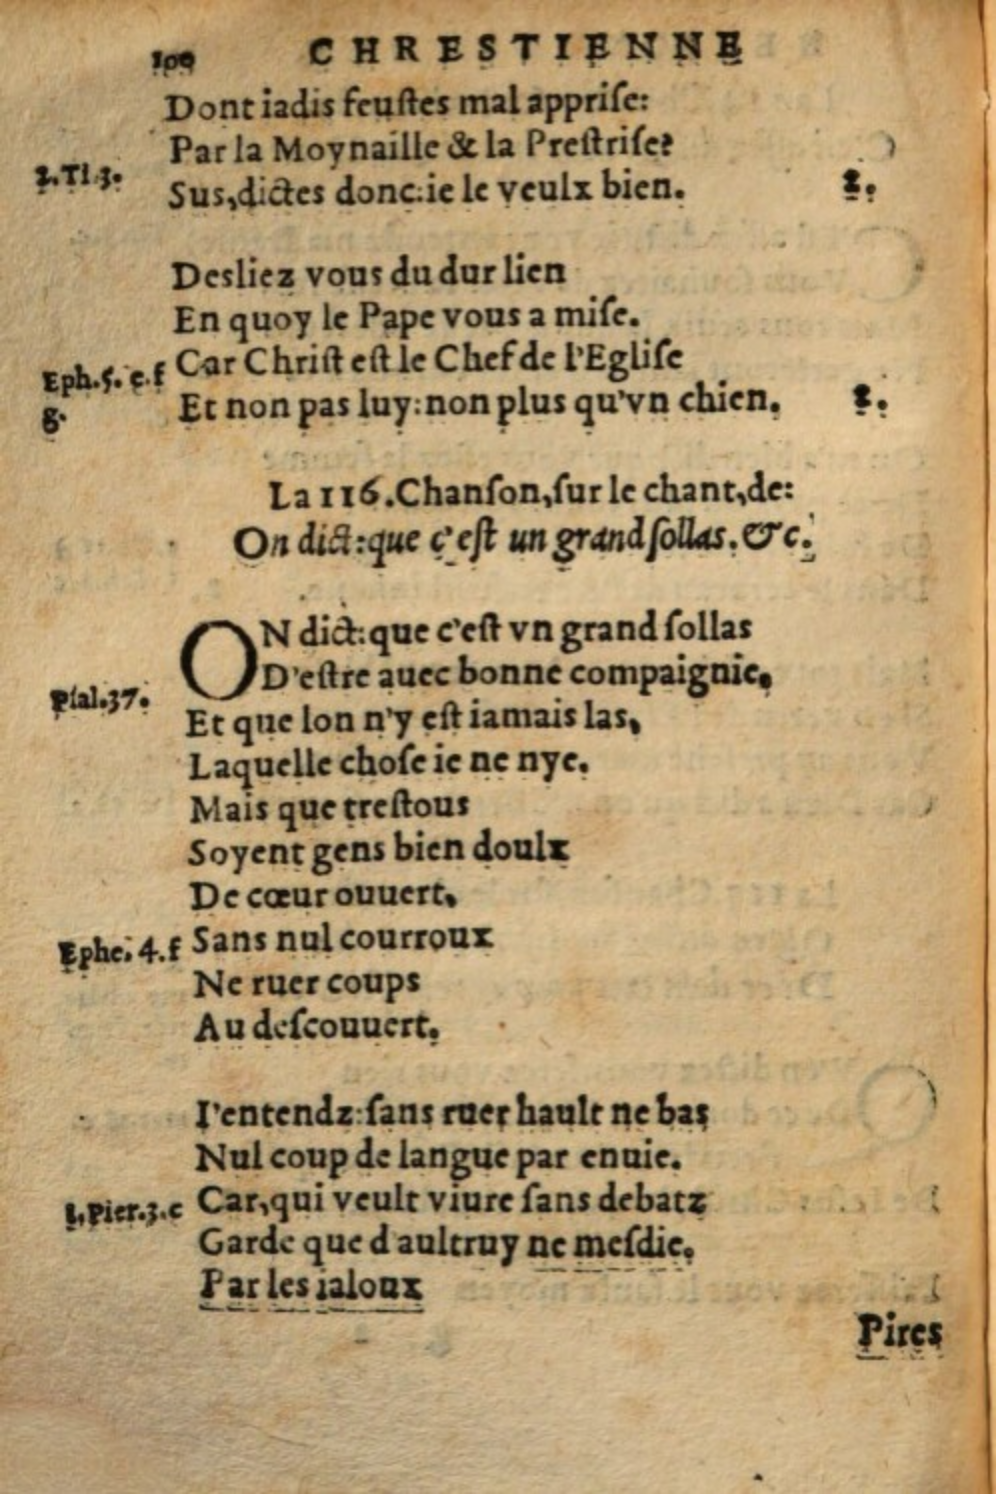 100 CHRESTIENNE
Dont iadis feuſtes mal appriſe:
Par la Moynaille & la Preſtriſe?
2.Ti.3.
Sus,dictes donc:ie le veulx bien. 2.
Desliez vous du dur lien
En quoy le Pape vous a miſe.
Eph.5. e.f Car Chriſt eſt le Chef de l'Egliſe
g. Et non pas luy:non plus qu'vn chien. 2.
La 116.Chanſon,ſur le chant,de:
On dict:que c'eſt un grand ſollas.&c.
ON dict:que c'eſt vn grand ſollas
D'eſtre auec bonne compaignie,
Pſal.37.
Et que lon n'y eſt iamais las,
Laquelle choſe ie ne nye.
Mais que treſtous
Soyent gens bien doulx
De cœur ouuert,
Ephe. 4.f Sans nul courroux
Ne ruer coups
Au deſcouuert.
I'entendz:ſans ruer hault ne bas
Nul coup de langue par enuie.
1.Pier.3.c Car,qui veult viure ſans debatz
Garde que d'aultruy ne meſdie.
Par les ialoux
Pires